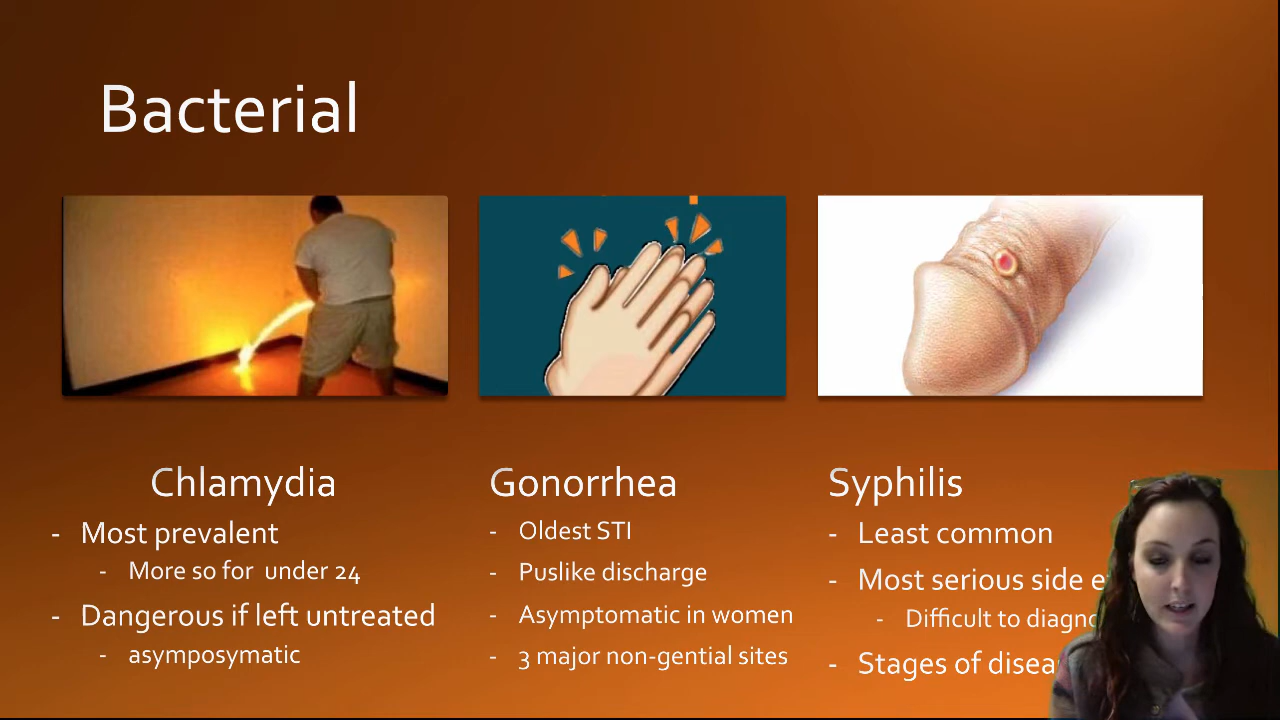 Bacterial
Chlamydia
- Most prevalent
- More so for under 24
- Dangerous if left untreated
- asymposymatic
Gonorrhea
- Oldest STI
- Puslike discharge
- Asymptomatic in women
- 3 major non-gential sites
Syphilis
- Least common
- Most serious side
- Difficult to
- Stages of